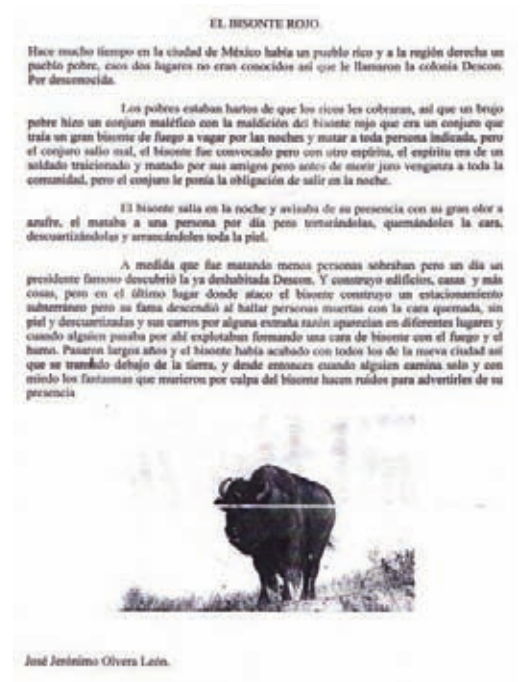 EL BISONTE ROJO.
Hace mucho tiempo en la ciudad de México había un pueblo rico y a la región derecha un
pueblo pobre, esos dos lugares no eran conocidos así que le llamaron la colonia Descon.
Por desconocida.
Los pobres estaban hartos de que los ricos les cobraran, así que un brujo
pobre hizo un conjuro maléfico con la maldición del bisonte rojo que era un conjuro que
traía un gran bisonte de fuego a vagar por las noches y matar a toda persona indicada, pero
el conjuro salio mal, el bisonte fue convocado pero con otro espíritu, el espíritu era de un
soldado traicionado y matado por sus amigos pero antes de morir juro venganza a toda la
comunidad, pero el conjuro le ponía la obligación de salir en la noche.
El bisonte salía en la noche y avisaba de su presencia con su gran olor a
azufre, el mataba a una persona por día pero torturándolas, quemándoles la cara,
descuartizándolas y arrancándoles toda la piel.
A medida que fue matando menos personas sobraban pero un día un
presidente famoso descubrió la ya deshabitada Descon. Y construyo edificios, casas y más
cosas, pero en el último lugar donde ataco el bisonte construyo un estacionamiento
subterráneo pero su fama descendió al hallar personas muertas con la cara quemada, sin
piel y descuartizadas y sus carros por alguna extraña razón aparecían en diferentes lugares y
cuando alguien pasaba por ahí explotaban formando una cara de bisonte con el fuego y el
humo. Pasaron largos años y el bisonte había acabado con todos los de la nueva ciudad así
que se debajo de la tierra, y desde entonces cuando alguien camina solo y con
miedo los fantasmas que murieron por culpa del bisonte hacen ruidos para advertirles de su
presencia
José Jerónimo Olvera León.